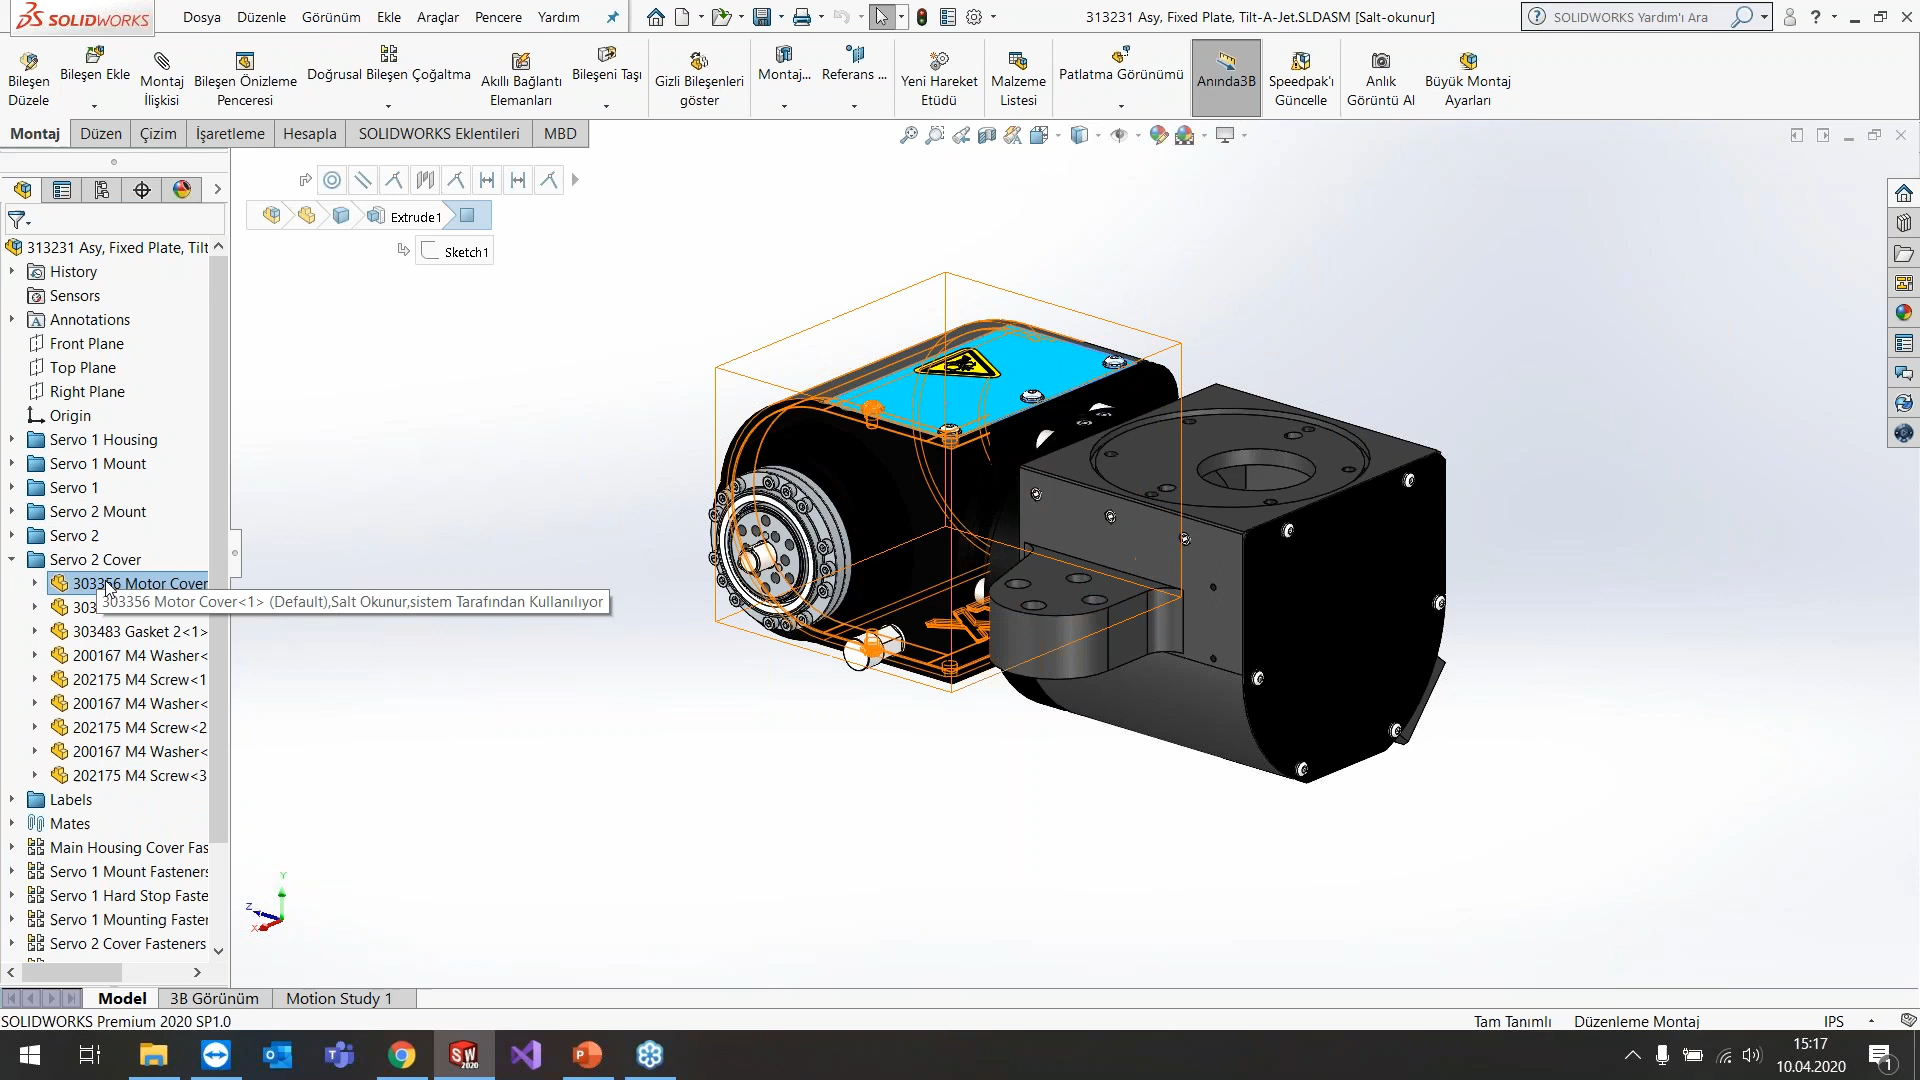 SOLIDWORKS
Dosya Düzenle Görünüm Ekle Araçlar Pencere Yardım
313231 Asy, Fixed Plate, Tilt-A-Jet.SLDASM [Salt-okunur]
SOLIDWORKS Yardım'ı Ara
Bileşen Düzele
Bileşen Ekle
Montaj İlişkisi
Bileşen Önizleme Penceresi
Doğrusal Bileşen Çoğaltma
Akıllı Bağlantı Elemanları
Bileşeni Taşı
Gizli Bileşenleri göster
Montaj...
Referans ...
Yeni Hareket Etüdü
Malzeme Listesi
Patlatma Görünümü
Anında3B
Speedpak'ı Güncelle
Anlık Görüntü Al
Büyük Montaj Ayarları
Montaj Düzen Çizim İşaretleme Hesapla SOLIDWORKS Eklentileri MBD
Extrude1
Sketch1
313231 Asy, Fixed Plate, Tilt
History
Sensors
Annotations
Front Plane
Top Plane
Right Plane
Origin
Servo 1 Housing
Servo 1 Mount
Servo 1
Servo 2 Mount
Servo 2
Servo 2 Cover
303356 Motor Cover
303
303356 Motor Cover<1> (Default),Salt Okunur,sistem Tarafından Kullanılıyor
303483 Gasket 2<1>
200167 M4 Washer<
202175 M4 Screw<1
200167 M4 Washer<
202175 M4 Screw<2
200167 M4 Washer<
202175 M4 Screw<3
Labels
Mates
Main Housing Cover Fas
Servo 1 Mount Fasteners
Servo 1 Hard Stop Faste
Servo 1 Mounting Faster
Servo 2 Cover Fasteners
Y
Z
X
Model 3B Görünüm Motion Study 1
SOLIDWORKS Premium 2020 SP1.0
Tam Tanımlı Düzenleme Montaj IPS
15:17
10.04.2020
1